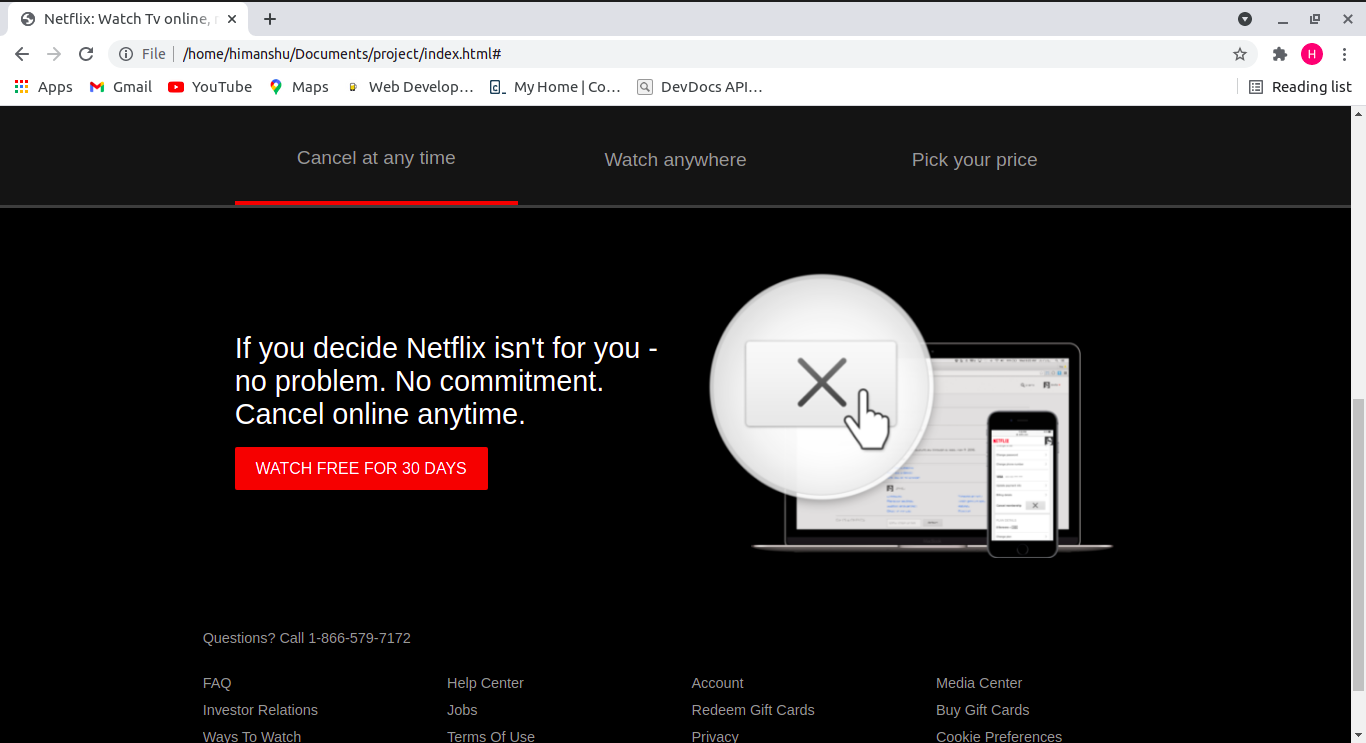 Netflix: Watch Tv online,
File /home/himanshu/Documents/project/index.html#
H
Apps Gmail YouTube Maps Web Develop… My Home | Co… DevDocs API… Reading list
Cancel at any time Watch anywhere Pick your price
If you decide Netflix isn't for you -
no problem. No commitment.
Cancel online anytime.
WATCH FREE FOR 30 DAYS
NETFLIX
Questions? Call 1-866-579-7172
FAQ Help Center Account Media Center
Investor Relations Jobs Redeem Gift Cards Buy Gift Cards
Ways To Watch Terms Of Use Privacy Cookie Preferences